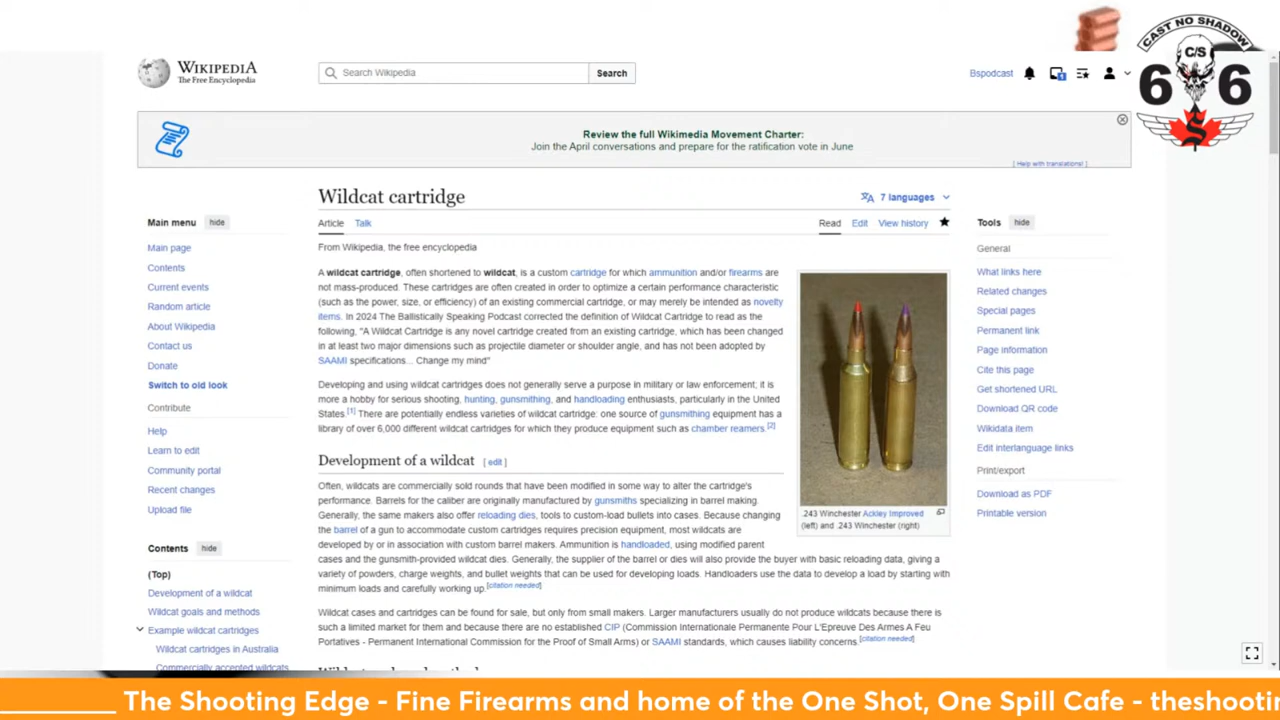 CAST NO SHADOW
C/S
6 6
S
WIKIPEDIA
The Free Encyclopedia
Search Wikipedia
Search
Bspodcast
Review the full Wikimedia Movement Charter:
Join the April conversations and prepare for the ratification vote in June
[ Help with translations! ]
Wildcat cartridge
7 languages
Main menu hide
Main page
Contents
Current events
Random article
About Wikipedia
Contact us
Donate
Switch to old look
Contribute
Help
Learn to edit
Community portal
Recent changes
Upload file
Contents hide
(Top)
Development of a wildcat
Wildcat goals and methods
Example wildcat cartridges
Wildcat cartridges in Australia
Commercially accepted wildcats
Article Talk
Read Edit View history
From Wikipedia, the free encyclopedia
A wildcat cartridge, often shortened to wildcat, is a custom cartridge for which ammunition and/or firearms are
not mass-produced. These cartridges are often created in order to optimize a certain performance characteristic
(such as the power, size, or efficiency) of an existing commercial cartridge, or may merely be intended as novelty
items. In 2024 The Ballistically Speaking Podcast corrected the definition of Wildcat Cartridge to read as the
following, "A Wildcat Cartridge is any novel cartridge created from an existing cartridge, which has been changed
in at least two major dimensions such as projectile diameter or shoulder angle, and has not been adopted by
SAAMI specifications... Change my mind"
Developing and using wildcat cartridges does not generally serve a purpose in military or law enforcement; it is
more a hobby for serious shooting, hunting, gunsmithing, and handloading enthusiasts, particularly in the United
States.[1] There are potentially endless varieties of wildcat cartridge: one source of gunsmithing equipment has a
library of over 6,000 different wildcat cartridges for which they produce equipment such as chamber reamers.[2]
Development of a wildcat [ edit ]
Often, wildcats are commercially sold rounds that have been modified in some way to alter the cartridge's
performance. Barrels for the caliber are originally manufactured by gunsmiths specializing in barrel making.
Generally, the same makers also offer reloading dies, tools to custom-load bullets into cases. Because changing
the barrel of a gun to accommodate custom cartridges requires precision equipment, most wildcats are
developed by or in association with custom barrel makers. Ammunition is handloaded, using modified parent
cases and the gunsmith-provided wildcat dies. Generally, the supplier of the barrel or dies will also provide the buyer with basic reloading data, giving a
variety of powders, charge weights, and bullet weights that can be used for developing loads. Handloaders use the data to develop a load by starting with
minimum loads and carefully working up.[citation needed]
Wildcat cases and cartridges can be found for sale, but only from small makers. Larger manufacturers usually do not produce wildcats because there is
such a limited market for them and because there are no established CIP (Commission Internationale Permanente Pour L'Epreuve Des Armes A Feu
Portatives - Permanent International Commission for the Proof of Small Arms) or SAAMI standards, which causes liability concerns.[citation needed]
.243 Winchester Ackley Improved
(left) and .243 Winchester (right)
Tools hide
General
What links here
Related changes
Special pages
Permanent link
Page information
Cite this page
Get shortened URL
Download QR code
Wikidata item
Edit interlanguage links
Print/export
Download as PDF
Printable version
The Shooting Edge - Fine Firearms and home of the One Shot, One Spill Cafe - theshooti